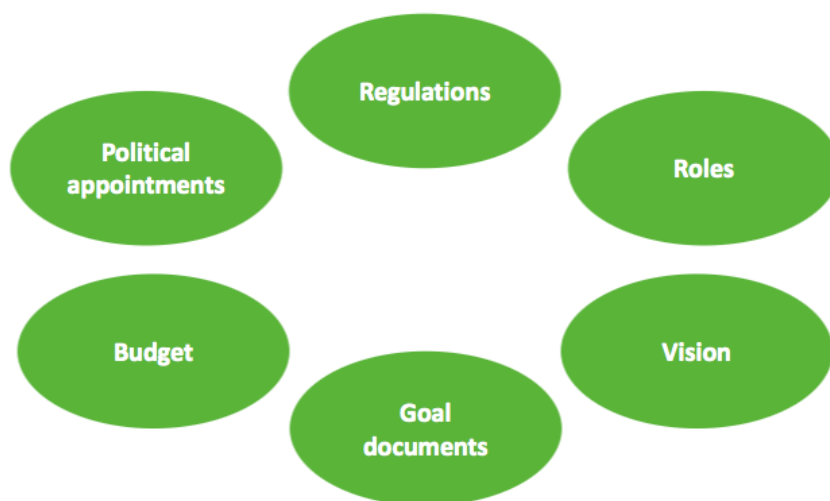 Regulations
Political
appointments
Roles
Budget
Vision
Goal
documents